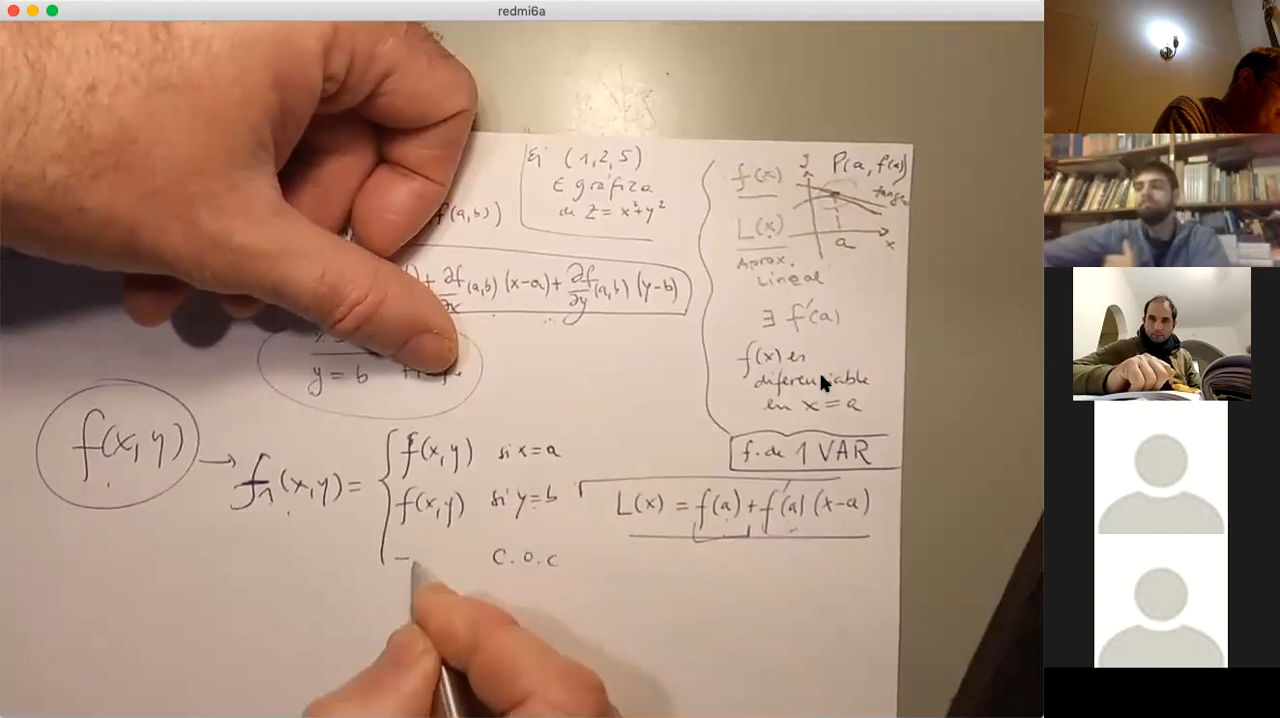 redmi6a
Ej (1,2,5)
∈ gráfica
de Z = x²+y²
f(a,b))
+ ∂f/∂x (a,b) (x-a) + ∂f/∂y (a,b) (y-b)
y = b
f(x)
P(a, f(a))
y
L(x)
a
x
Aprox.
Lineal
∃ f'(a)
f(x) es
diferenciable
en x = a
f. de 1 VAR
f(x,y) → f₁(x,y) = { f(x,y) si x=a
f(x,y) si y=b
— C.O.C
L(x) = f(a) + f'(a) (x-a)